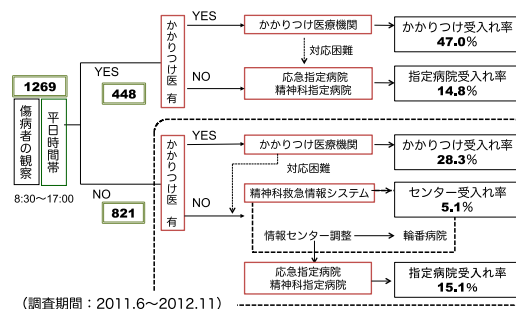 1269
傷病者の観察
平日時間帯
8:30〜17:00
YES
448
NO
821
かかりつけ医 有
YES
かかりつけ医療機関
かかりつけ受入れ率
47.0%
対応困難
NO
応急指定病院
精神科指定病院
指定病院受入れ率
14.8%
かかりつけ医 有
YES
かかりつけ医療機関
かかりつけ受入れ率
28.3%
対応困難
NO
精神科救急情報システム
センター受入れ率
5.1%
情報センター調整
輪番病院
応急指定病院
精神科指定病院
指定病院受入れ率
15.1%
(調査期間：2011.6〜2012.11)